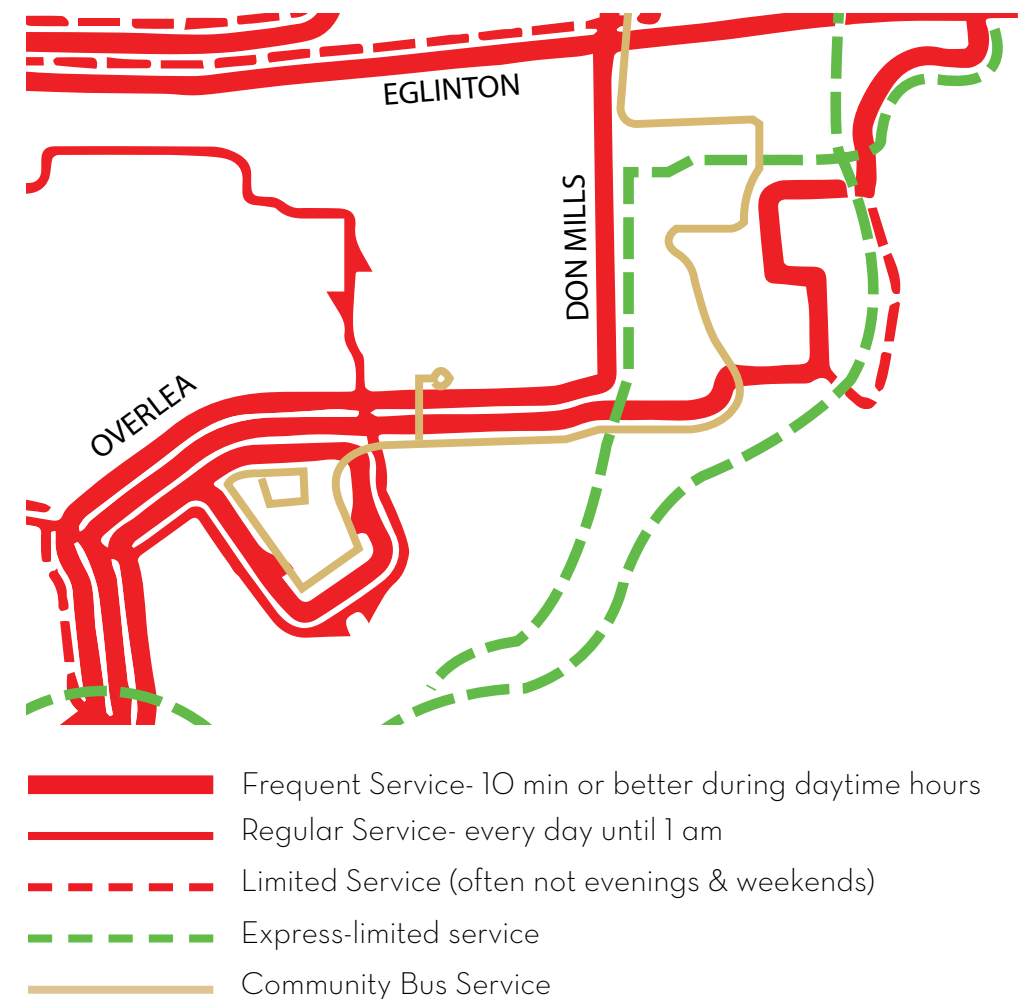 EGLINTON
DON MILLS
OVERLEA
Frequent Service- 10 min or better during daytime hours
Regular Service- every day until 1 am
Limited Service (often not evenings & weekends)
Express-limited service
Community Bus Service